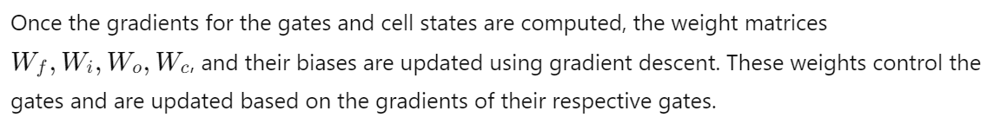 Once the gradients for the gates and cell states are computed, the weight matrices
W_f, W_i, W_o, W_c, and their biases are updated using gradient descent. These weights control the
gates and are updated based on the gradients of their respective gates.